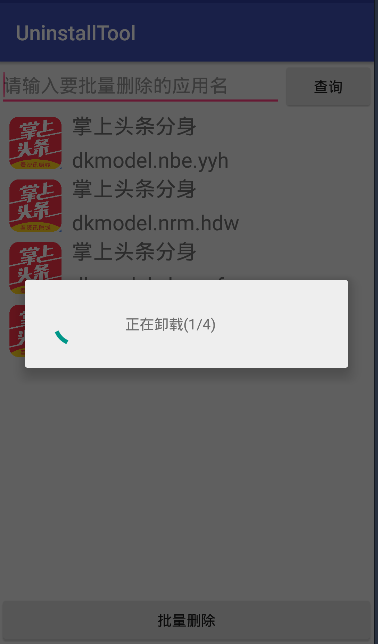 UninstallTool
请输入要批量删除的应用名
查询
掌上头条
掌上头条分身
dkmodel.nbe.yyh
掌上头条
掌上头条分身
dkmodel.nrm.hdw
掌上头条
掌上头条分身
正在卸载(1/4)
批量删除